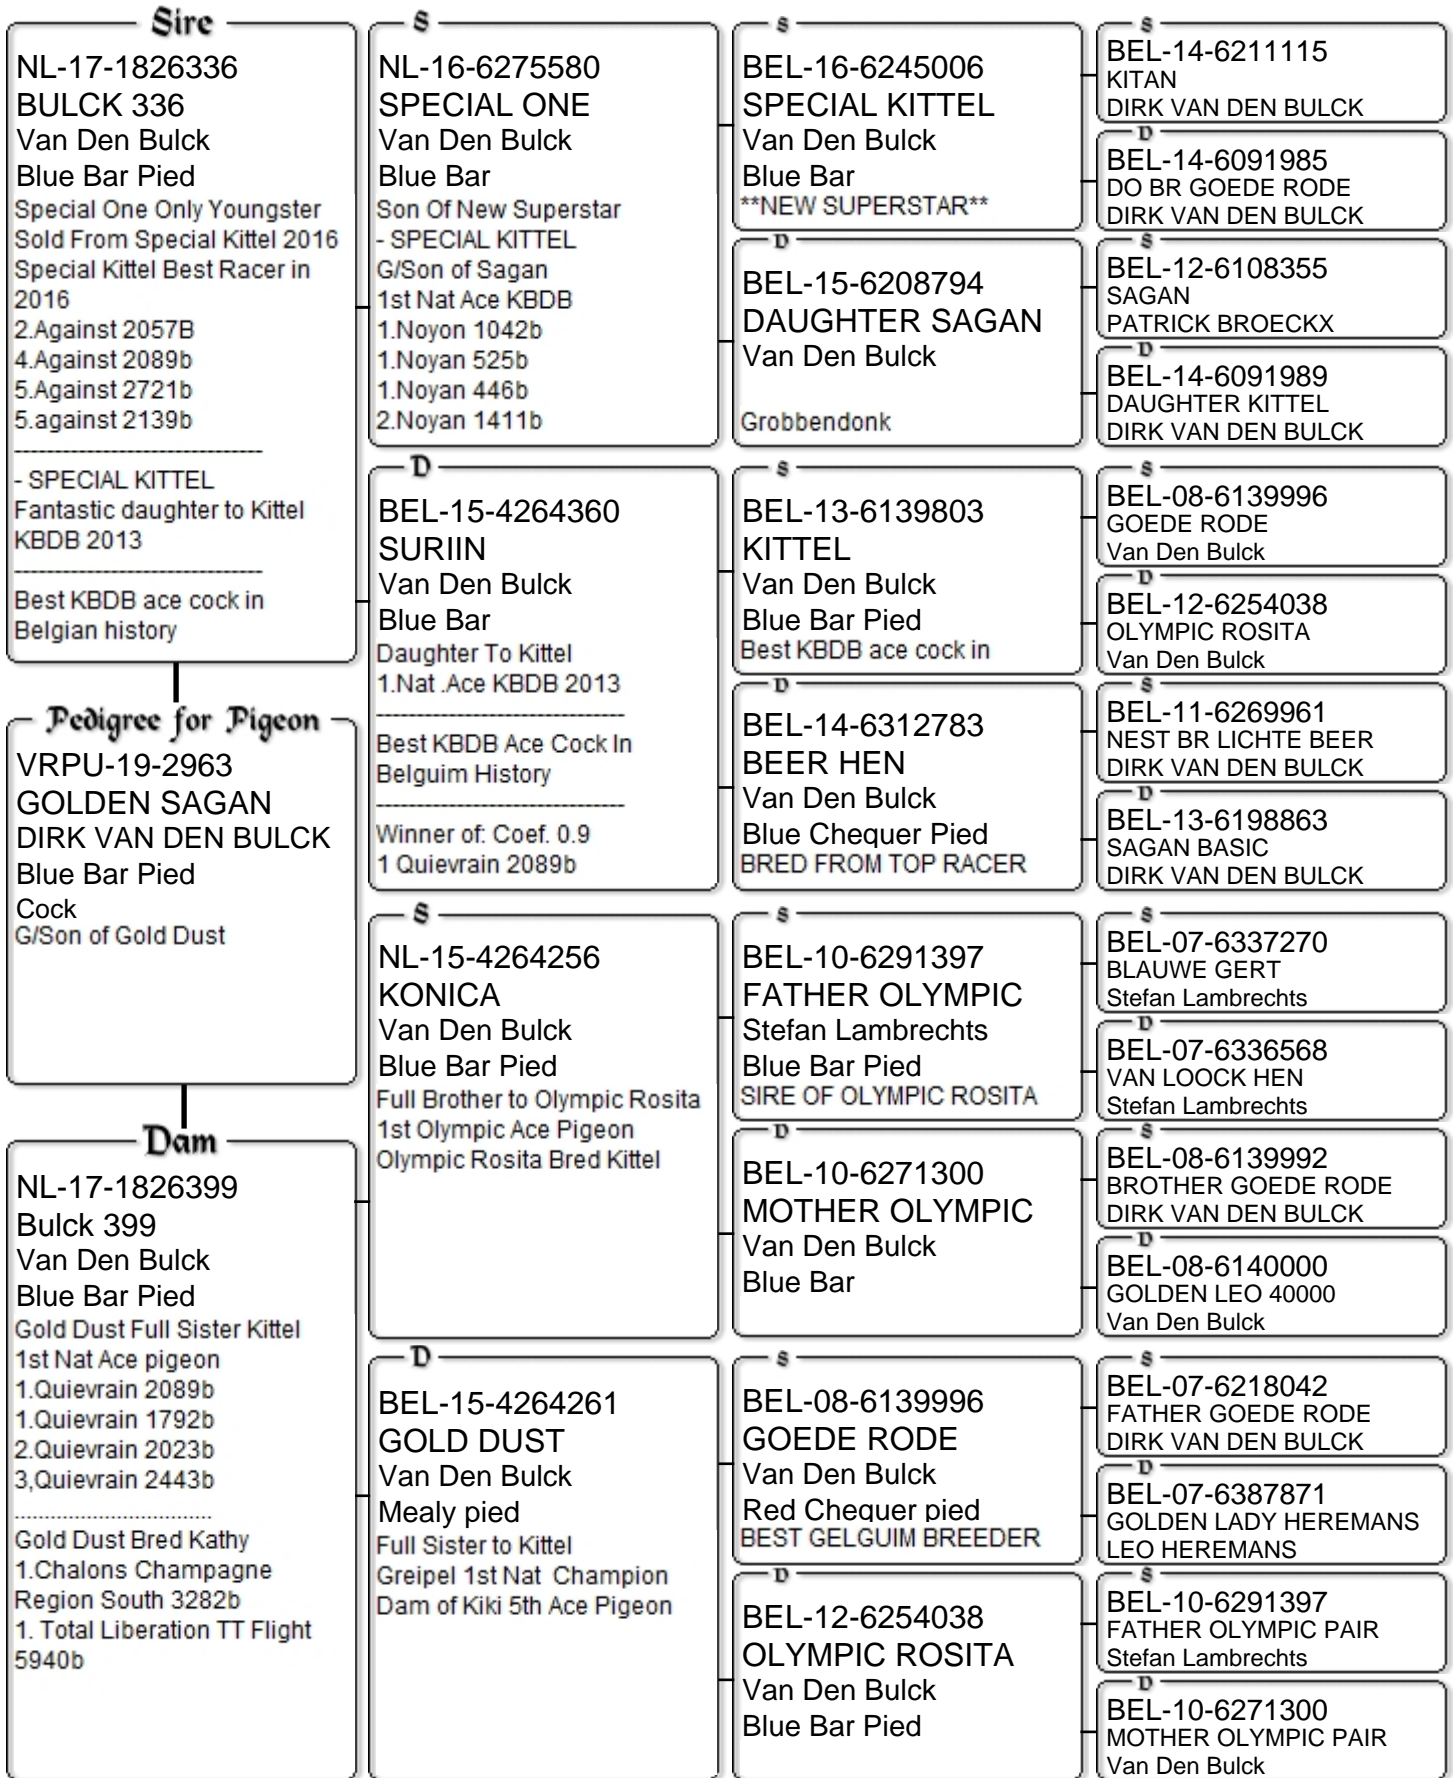 Sire
NL-17-1826336
BULCK 336
Van Den Bulck
Blue Bar Pied
Special One Only Youngster
Sold From Special Kittel 2016
Special Kittel Best Racer in
2016
2.Against 2057B
4.Against 2089b
5.Against 2721b
5.against 2139b
-------------------------------
- SPECIAL KITTEL
Fantastic daughter to Kittel
KBDB 2013
-------------------------------
Best KBDB ace cock in
Belgian history
Pedigree for Pigeon
VRPU-19-2963
GOLDEN SAGAN
DIRK VAN DEN BULCK
Blue Bar Pied
Cock
G/Son of Gold Dust
Dam
NL-17-1826399
Bulck 399
Van Den Bulck
Blue Bar Pied
Gold Dust Full Sister Kittel
1st Nat Ace pigeon
1.Quievrain 2089b
1.Quievrain 1792b
2.Quievrain 2023b
3,Quievrain 2443b
.................................
Gold Dust Bred Kathy
1.Chalons Champagne
Region South 3282b
1. Total Liberation TT Flight
5940b
S
NL-16-6275580
SPECIAL ONE
Van Den Bulck
Blue Bar
Son Of New Superstar
- SPECIAL KITTEL
G/Son of Sagan
1st Nat Ace KBDB
1.Noyon 1042b
1.Noyan 525b
1.Noyan 446b
2.Noyan 1411b
D
BEL-15-4264360
SURIIN
Van Den Bulck
Blue Bar
Daughter To Kittel
1.Nat .Ace KBDB 2013
-------------------------------
Best KBDB Ace Cock In
Belguim History
-------------------------------
Winner of: Coef. 0.9
1 Quievrain 2089b
S
NL-15-4264256
KONICA
Van Den Bulck
Blue Bar Pied
Full Brother to Olympic Rosita
1st Olympic Ace Pigeon
Olympic Rosita Bred Kittel
D
BEL-15-4264261
GOLD DUST
Van Den Bulck
Mealy pied
Full Sister to Kittel
Greipel 1st Nat  Champion
Dam of Kiki 5th Ace Pigeon
S
BEL-16-6245006
SPECIAL KITTEL
Van Den Bulck
Blue Bar
**NEW SUPERSTAR**
D
BEL-15-6208794
DAUGHTER SAGAN
Van Den Bulck
Grobbendonk
S
BEL-13-6139803
KITTEL
Van Den Bulck
Blue Bar Pied
Best KBDB ace cock in
D
BEL-14-6312783
BEER HEN
Van Den Bulck
Blue Chequer Pied
BRED FROM TOP RACER
S
BEL-10-6291397
FATHER OLYMPIC
Stefan Lambrechts
Blue Bar Pied
SIRE OF OLYMPIC ROSITA
D
BEL-10-6271300
MOTHER OLYMPIC
Van Den Bulck
Blue Bar
S
BEL-08-6139996
GOEDE RODE
Van Den Bulck
Red Chequer pied
BEST GELGUIM BREEDER
D
BEL-12-6254038
OLYMPIC ROSITA
Van Den Bulck
Blue Bar Pied
S
BEL-14-6211115
KITAN
DIRK VAN DEN BULCK
D
BEL-14-6091985
DO BR GOEDE RODE
DIRK VAN DEN BULCK
S
BEL-12-6108355
SAGAN
PATRICK BROECKX
D
BEL-14-6091989
DAUGHTER KITTEL
DIRK VAN DEN BULCK
S
BEL-08-6139996
GOEDE RODE
Van Den Bulck
D
BEL-12-6254038
OLYMPIC ROSITA
Van Den Bulck
S
BEL-11-6269961
NEST BR LICHTE BEER
DIRK VAN DEN BULCK
D
BEL-13-6198863
SAGAN BASIC
DIRK VAN DEN BULCK
S
BEL-07-6337270
BLAUWE GERT
Stefan Lambrechts
D
BEL-07-6336568
VAN LOOCK HEN
Stefan Lambrechts
S
BEL-08-6139992
BROTHER GOEDE RODE
DIRK VAN DEN BULCK
D
BEL-08-6140000
GOLDEN LEO 40000
Van Den Bulck
S
BEL-07-6218042
FATHER GOEDE RODE
DIRK VAN DEN BULCK
D
BEL-07-6387871
GOLDEN LADY HEREMANS
LEO HEREMANS
S
BEL-10-6291397
FATHER OLYMPIC PAIR
Stefan Lambrechts
D
BEL-10-6271300
MOTHER OLYMPIC PAIR
Van Den Bulck